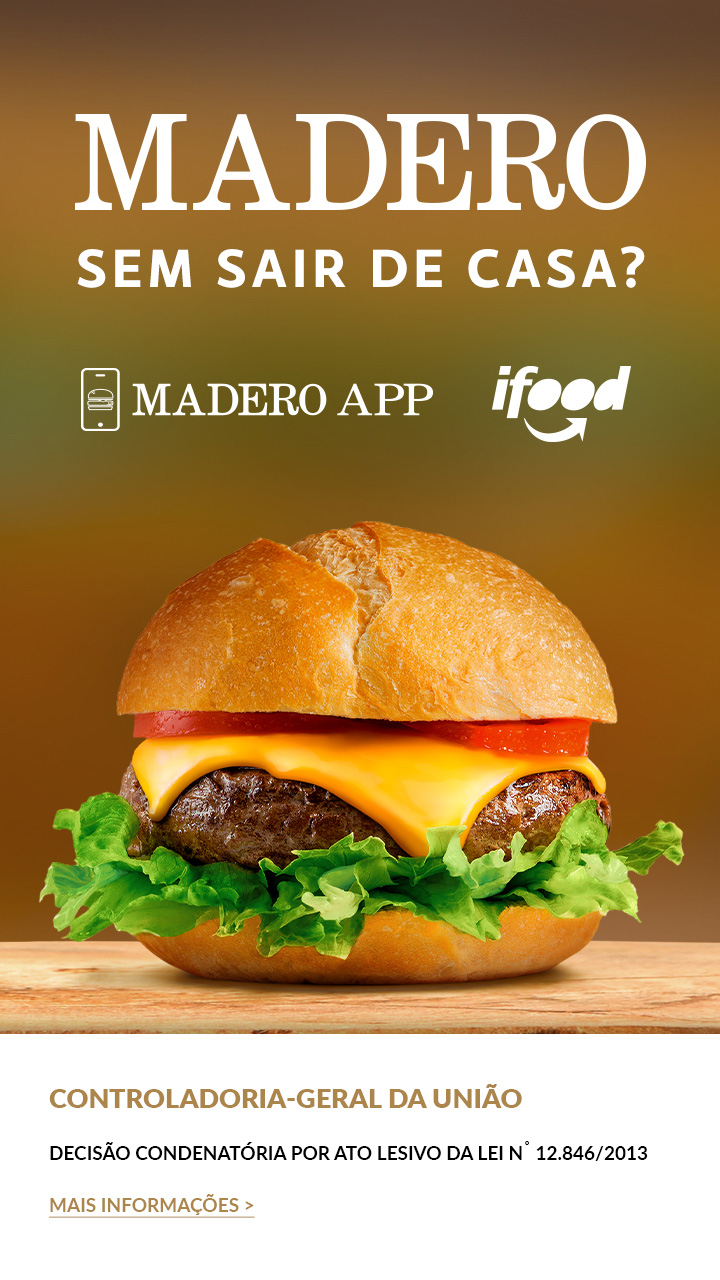 MADERO
SEM SAIR DE CASA?
MADERO APP
ifood
CONTROLADORIA-GERAL DA UNIÃO
DECISÃO CONDENATÓRIA POR ATO LESIVO DA LEI N° 12.846/2013
MAIS INFORMAÇÕES >